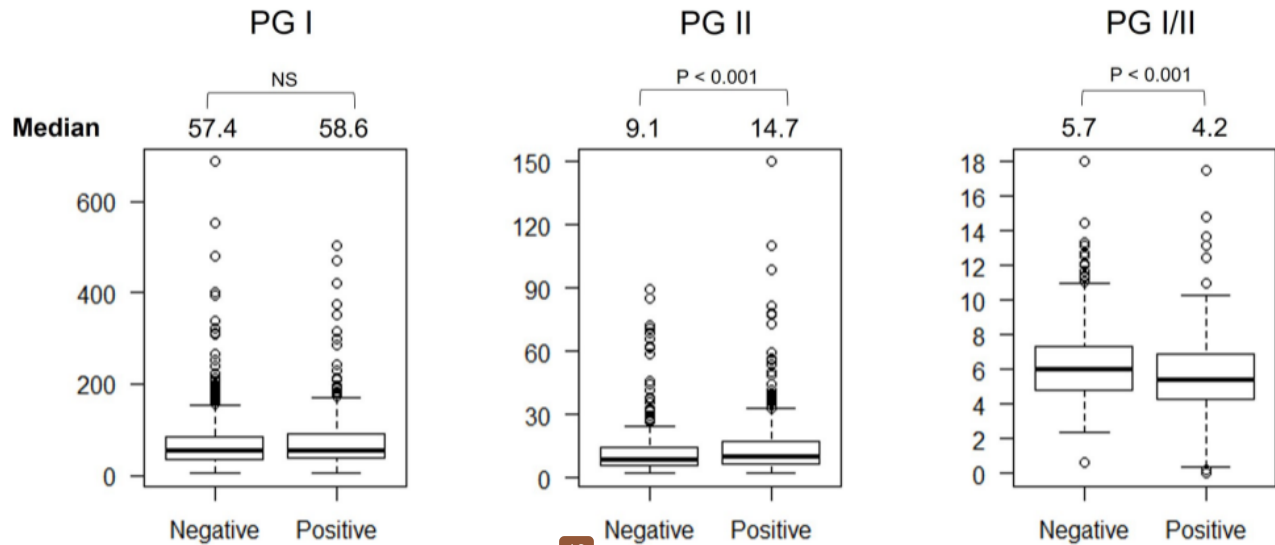 PG I
PG II
PG I/II
NS
P < 0.001
P < 0.001
Median
57.4
58.6
9.1
14.7
5.7
4.2
600
400
200
0
Negative
Positive
150
120
90
60
30
0
Negative
Positive
18
16
14
12
10
8
6
4
2
0
Negative
Positive